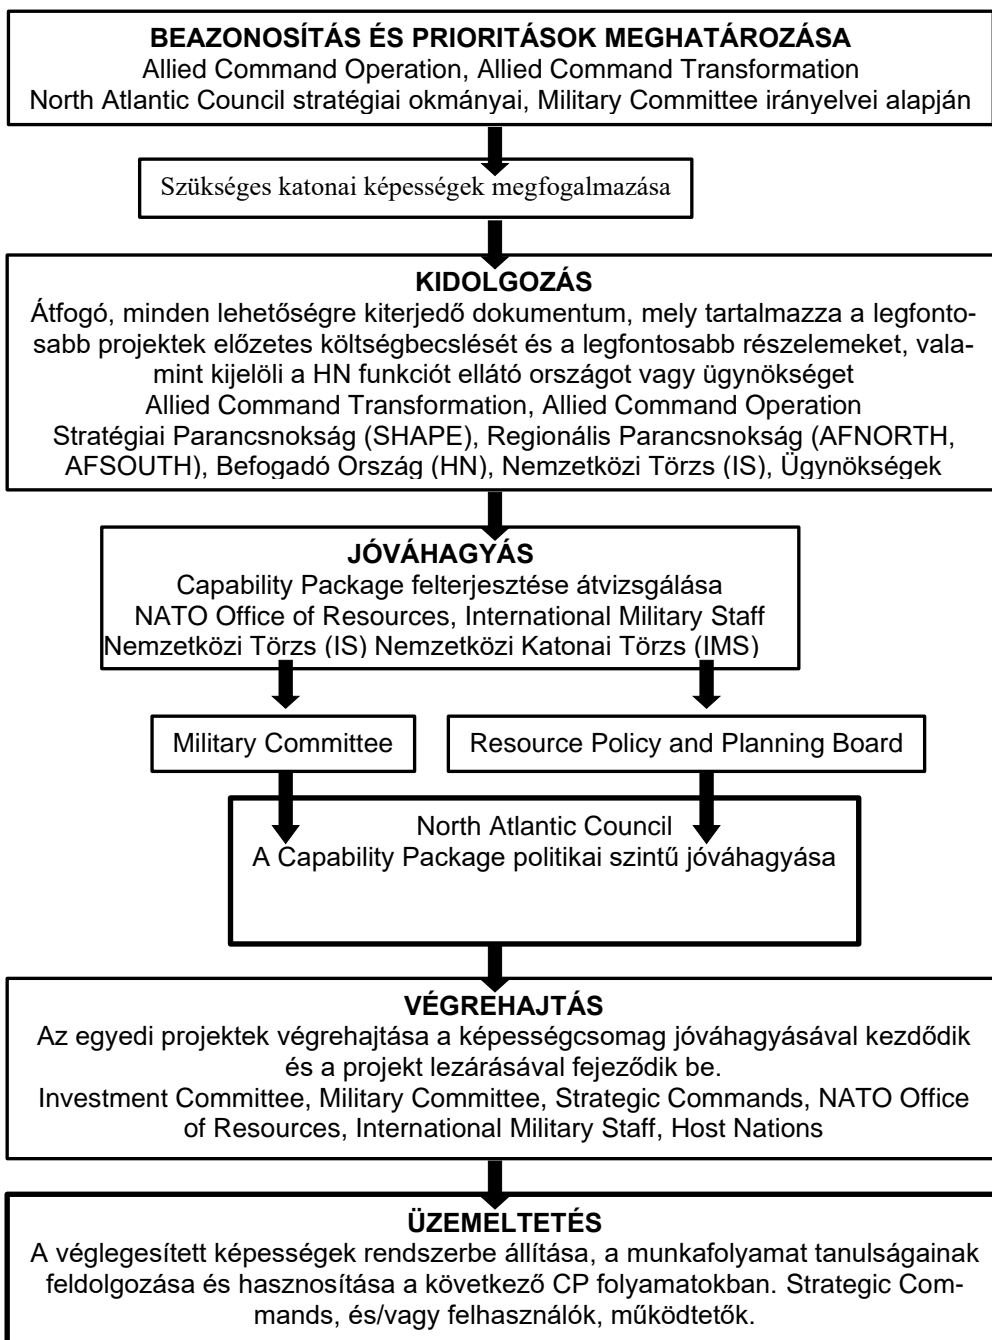 BEAZONOSÍTÁS ÉS PRIORITÁSOK MEGHATÁROZÁSA
Allied Command Operation, Allied Command Transformation
North Atlantic Council stratégiai okmányai, Military Committee irányelvei alapján
Szükséges katonai képességek megfogalmazása
KIDOLGOZÁS
Átfogó, minden lehetőségre kiterjedő dokumentum, mely tartalmazza a legfonto-
sabb projektek előzetes költségbecslését és a legfontosabb részelemeket, vala-
mint kijelöli a HN funkciót ellátó országot vagy ügynökséget
Allied Command Transformation, Allied Command Operation
Stratégiai Parancsnokság (SHAPE), Regionális Parancsnokság (AFNORTH,
AFSOUTH), Befogadó Ország (HN), Nemzetközi Törzs (IS), Ügynökségek
JÓVÁHAGYÁS
Capability Package felterjesztése átvizsgálása
NATO Office of Resources, International Military Staff
Nemzetközi Törzs (IS) Nemzetközi Katonai Törzs (IMS)
Military Committee
Resource Policy and Planning Board
North Atlantic Council
A Capability Package politikai szintű jóváhagyása
VÉGREHAJTÁS
Az egyedi projektek végrehajtása a képességcsomag jóváhagyásával kezdődik
és a projekt lezárásával fejeződik be.
Investment Committee, Military Committee, Strategic Commands, NATO Office
of Resources, International Military Staff, Host Nations
ÜZEMELTETÉS
A véglegesített képességek rendszerbe állítása, a munkafolyamat tanulságainak
feldolgozása és hasznosítása a következő CP folyamatokban. Strategic Com-
mands, és/vagy felhasználók, működtetők.